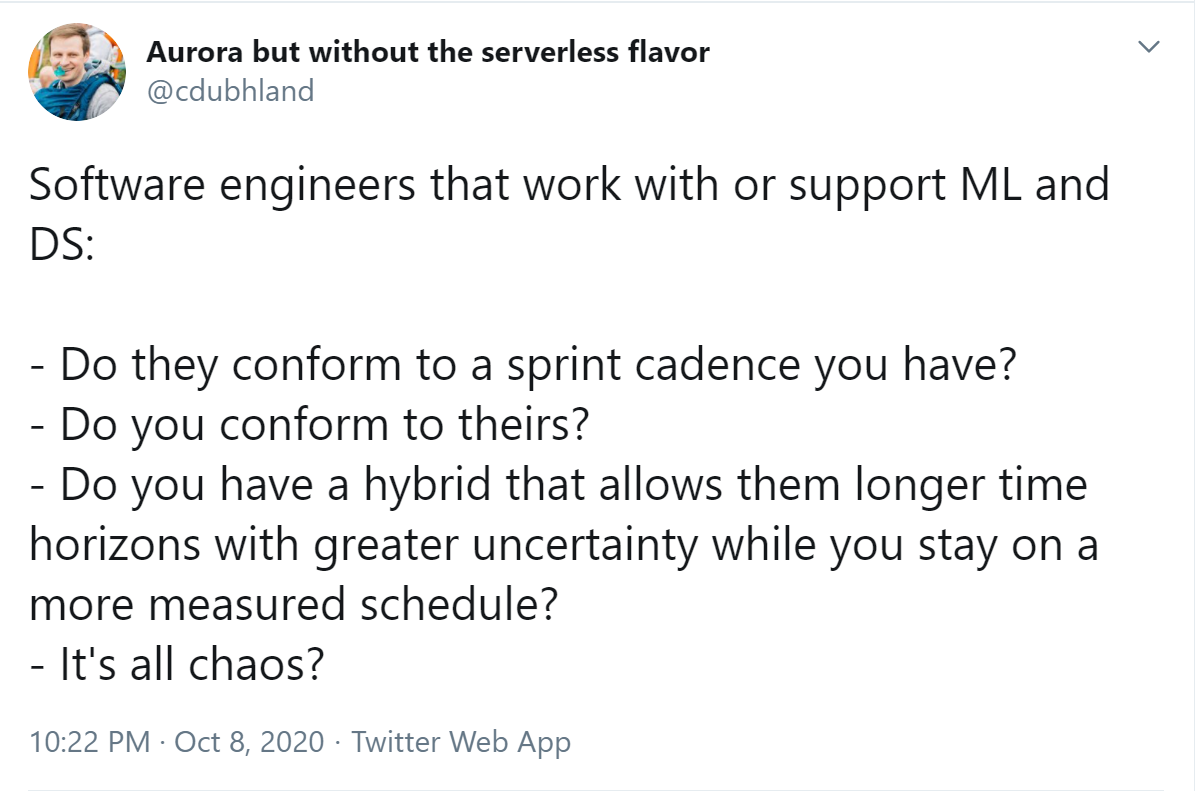 Aurora but without the serverless flavor
@cdubhland
Software engineers that work with or support ML and
DS:
- Do they conform to a sprint cadence you have?
- Do you conform to theirs?
- Do you have a hybrid that allows them longer time
horizons with greater uncertainty while you stay on a
more measured schedule?
- It's all chaos?
10:22 PM · Oct 8, 2020 · Twitter Web App